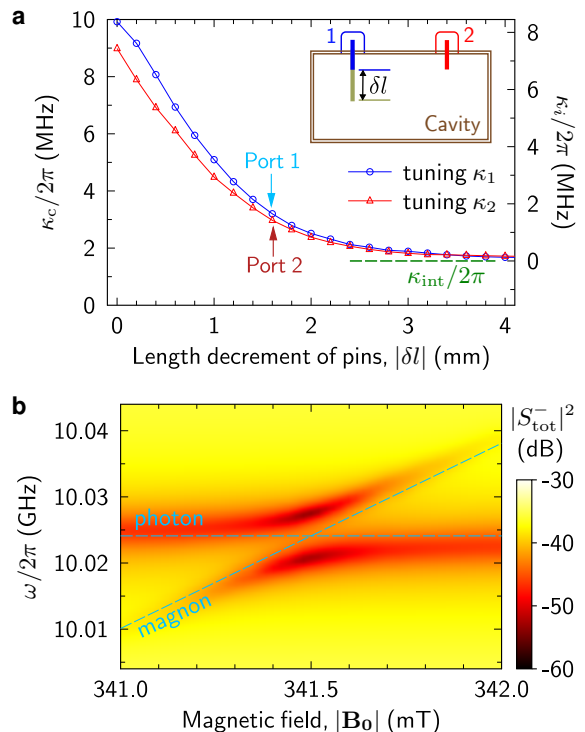 a
10
8
6
4
2
0
κc/2π (MHz)
8
6
4
2
0
κi/2π (MHz)
1
2
δl
Cavity
Port 1
Port 2
tuning κ1
tuning κ2
κint/2π
0
1
2
3
4
Length decrement of pins, |δl| (mm)
b
|S−tot|2
(dB)
10.04
10.03
10.02
10.01
ω/2π (GHz)
photon
magnon
-30
-40
-50
-60
341.0
341.5
342.0
Magnetic field, |B0| (mT)